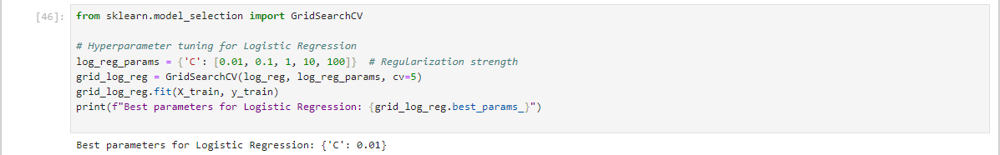 [46]: from sklearn.model_selection import GridSearchCV
# Hyperparameter tuning for Logistic Regression
log_reg_params = {'C': [0.01, 0.1, 1, 10, 100]}  # Regularization strength
grid_log_reg = GridSearchCV(log_reg, log_reg_params, cv=5)
grid_log_reg.fit(X_train, y_train)
print(f"Best parameters for Logistic Regression: {grid_log_reg.best_params_}")
Best parameters for Logistic Regression: {'C': 0.01}